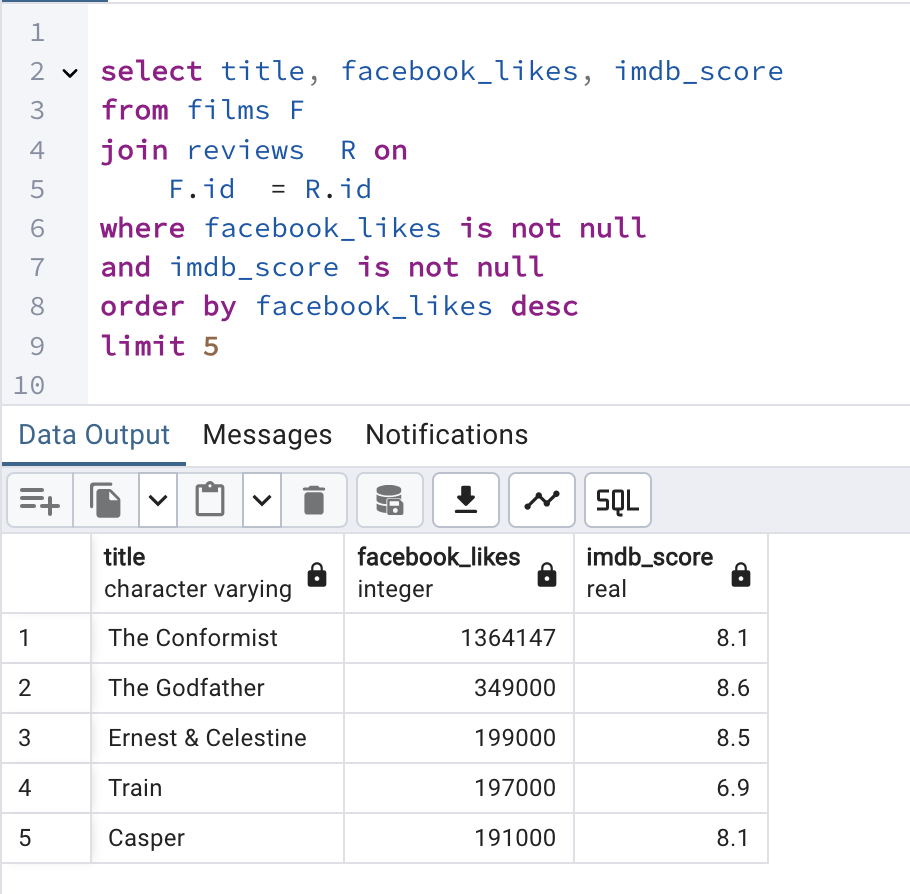 1
2 select title, facebook_likes, imdb_score
3 from films F
4 join reviews  R on
5     F.id  = R.id
6 where facebook_likes is not null
7 and imdb_score is not null
8 order by facebook_likes desc
9 limit 5
10
Data Output Messages Notifications
SQL
title facebook_likes imdb_score
character varying integer real
1 The Conformist 1364147 8.1
2 The Godfather 349000 8.6
3 Ernest & Celestine 199000 8.5
4 Train 197000 6.9
5 Casper 191000 8.1